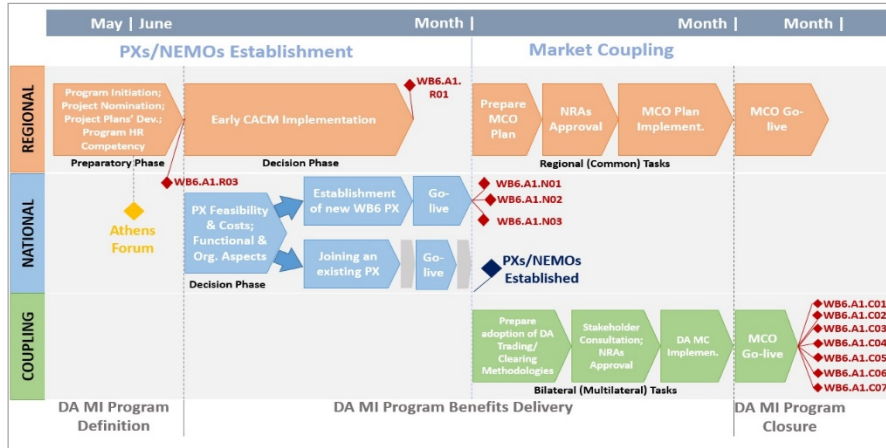 May | June
Month |
Month |
Month |
PXs/NEMOs Establishment
Market Coupling
REGIONAL
Program Initiation;
Project Nomination;
Project Plans' Dev.;
Program HR
Competency
Preparatory Phase
Early CACM Implementation
Decision Phase
WB6.A1.
R01
Prepare
MCO
Plan
NRAs
Approval
MCO Plan
Implement.
MCO Go-
live
Regional (Common) Tasks
WB6.A1.R03
NATIONAL
Athens
Forum
PX Feasibility
& Costs;
Functional &
Org. Aspects
Decision Phase
Establishment
of new WB6 PX
Go-
live
Joining an
existing PX
Go-
live
WB6.A1.N01
WB6.A1.N02
WB6.A1.N03
PXs/NEMOs
Established
COUPLING
Prepare
adoption of DA
Trading/
Clearing
Methodologies
Stakeholder
Consultation;
NRAs
Approval
DA MC
Implemen.
MCO
Go-live
Bilateral (Multilateral) Tasks
WB6.A1.C01
WB6.A1.C02
WB6.A1.C03
WB6.A1.C04
WB6.A1.C05
WB6.A1.C06
WB6.A1.C07
DA MI Program
Definition
DA MI Program Benefits Delivery
DA MI Program
Closure